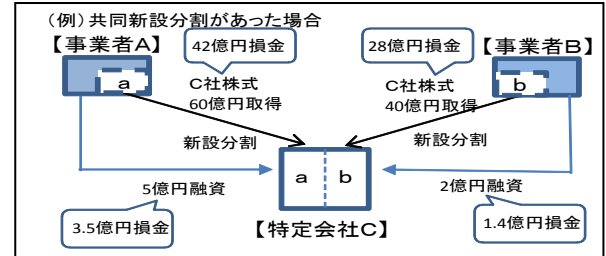 (例)共同新設分割があった場合
【事業者A】
42億円損金
28億円損金
【事業者B】
a
C社株式
60億円取得
C社株式
40億円取得
b
新設分割
新設分割
a b
5億円融資
2億円融資
3.5億円損金
【特定会社C】
1.4億円損金